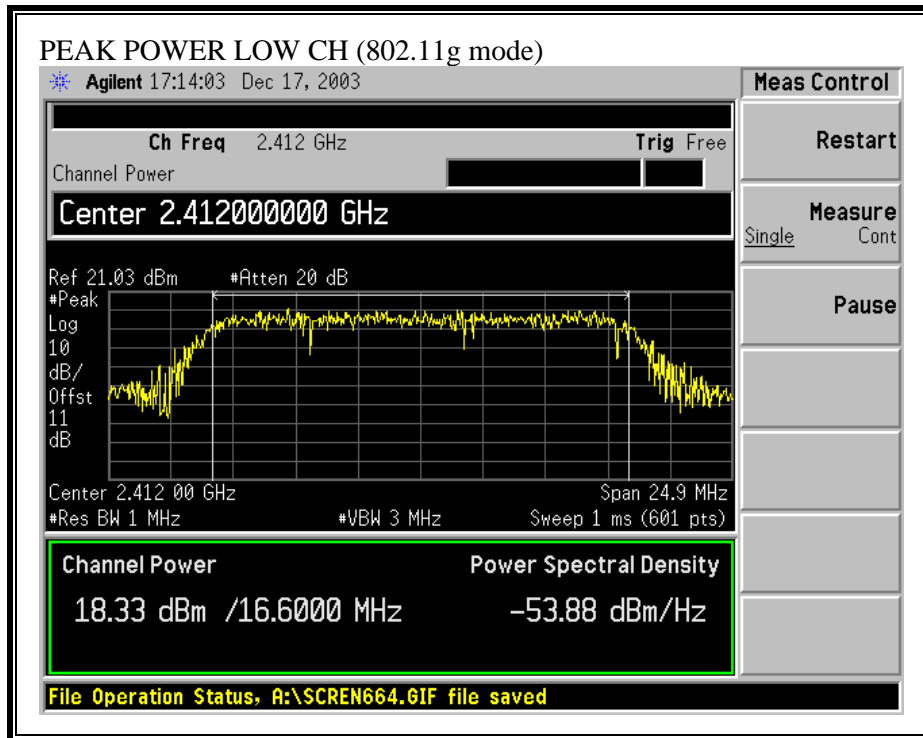 PEAK POWER LOW CH (802.11g mode)
Agilent 17:14:03 Dec 17, 2003
Meas Control
Ch Freq 2.412 GHz Trig Free
Channel Power
Center 2.412000000 GHz
Restart
Measure
Single Cont
Pause
Ref 21.03 dBm #Atten 20 dB
#Peak
Log
10
dB/
Offst
11
dB
Center 2.412 00 GHz Span 24.9 MHz
#Res BW 1 MHz #VBW 3 MHz Sweep 1 ms (601 pts)
Channel Power Power Spectral Density
18.33 dBm /16.6000 MHz -53.88 dBm/Hz
File Operation Status, A:\SCREN664.GIF file saved